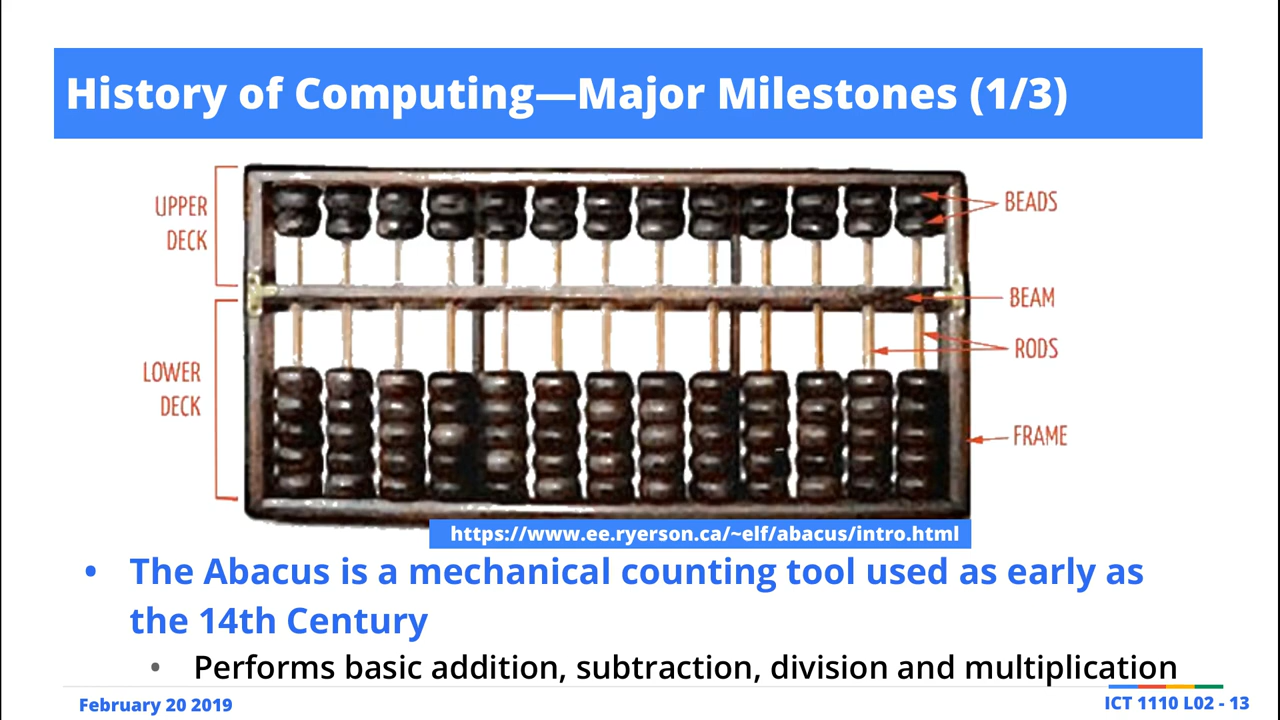 History of Computing—Major Milestones (1/3)
UPPER
DECK
BEADS
BEAM
RODS
LOWER
DECK
FRAME
https://www.ee.ryerson.ca/~elf/abacus/intro.html
• The Abacus is a mechanical counting tool used as early as
the 14th Century
• Performs basic addition, subtraction, division and multiplication
February 20 2019
ICT 1110 L02 - 13